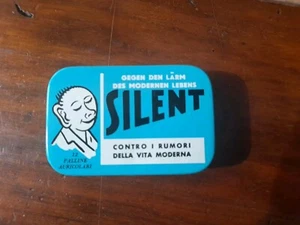 GEGEN DEN LÄRM
DES MODERNEN LEBENS
SILENT
CONTRO I RUMORI
DELLA VITA MODERNA
12
PALLINE
AURICOLARI